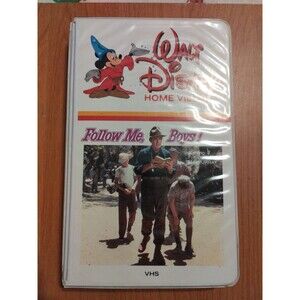 WALT
DISNEY
HOME VIDEO
Follow Me, Boys!
VHS